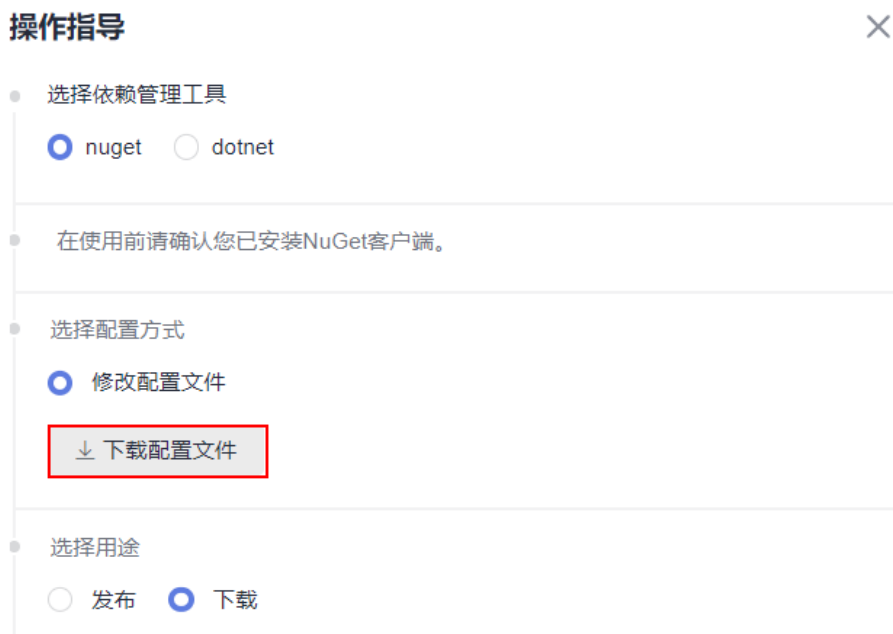 操作指导
选择依赖管理工具
nuget dotnet
在使用前请确认您已安装NuGet客户端。
选择配置方式
修改配置文件
下载配置文件
选择用途
发布 下载